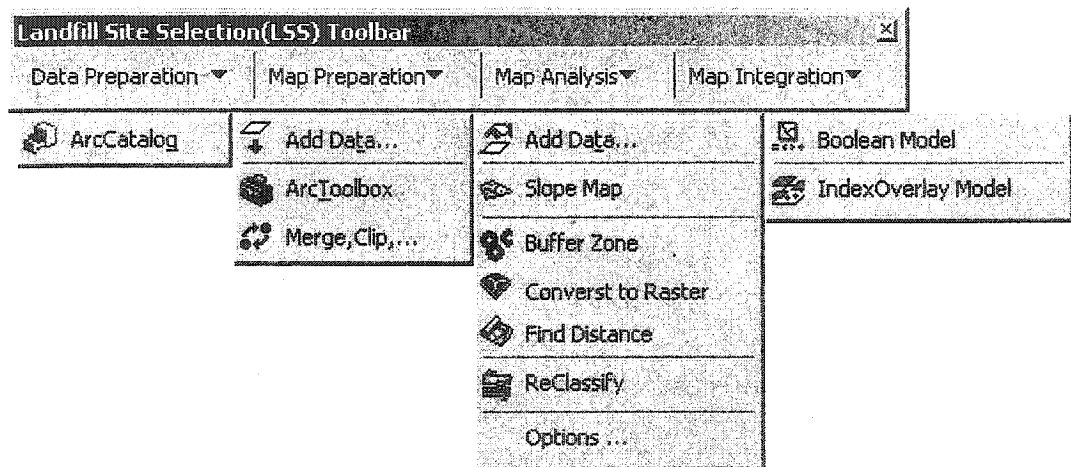 Landfill Site Selection(LSS) Toolbar
Data Preparation Map Preparation Map Analysis Map Integration
ArcCatalog
Add Data...
ArcToolbox
Merge,Clip,...
Add Data...
Slope Map
Buffer Zone
Converst to Raster
Find Distance
ReClassify
Options ...
Boolean Model
IndexOverlay Model